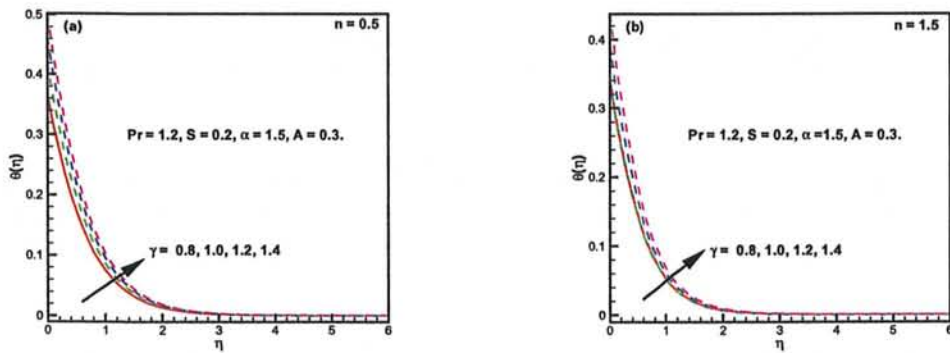 (a)
n = 0.5
0.5
0.4
0.3
θ(η)
0.2
0.1
0
Pr = 1.2, S = 0.2, α = 1.5, A = 0.3.
γ = 0.8, 1.0, 1.2, 1.4
0 1 2 3 4 5 6
η
(b)
n = 1.5
0.4
0.3
θ(η)
0.2
0.1
0
Pr = 1.2, S = 0.2, α =1.5, A = 0.3.
γ = 0.8, 1.0, 1.2, 1.4
0 1 2 3 4 5 6
η